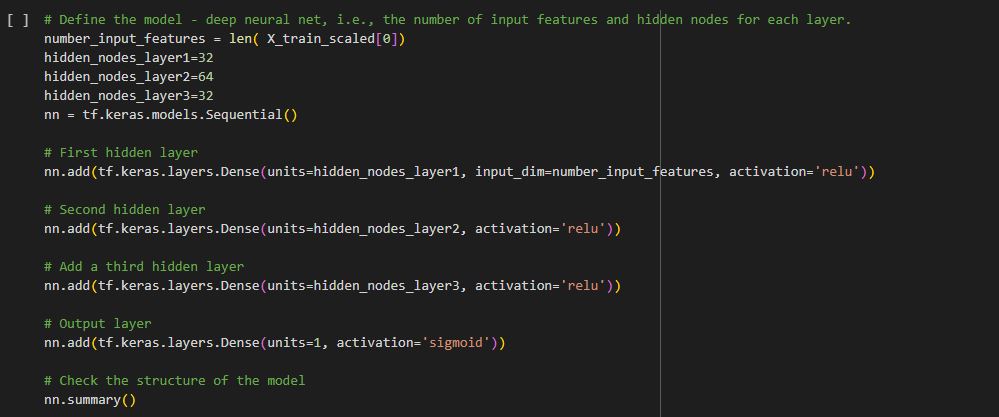 [ ] # Define the model - deep neural net, i.e., the number of input features and hidden nodes for each layer.
number_input_features = len( X_train_scaled[0])
hidden_nodes_layer1=32
hidden_nodes_layer2=64
hidden_nodes_layer3=32
nn = tf.keras.models.Sequential()
# First hidden layer
nn.add(tf.keras.layers.Dense(units=hidden_nodes_layer1, input_dim=number_input_features, activation='relu'))
# Second hidden layer
nn.add(tf.keras.layers.Dense(units=hidden_nodes_layer2, activation='relu'))
# Add a third hidden layer
nn.add(tf.keras.layers.Dense(units=hidden_nodes_layer3, activation='relu'))
# Output layer
nn.add(tf.keras.layers.Dense(units=1, activation='sigmoid'))
# Check the structure of the model
nn.summary()